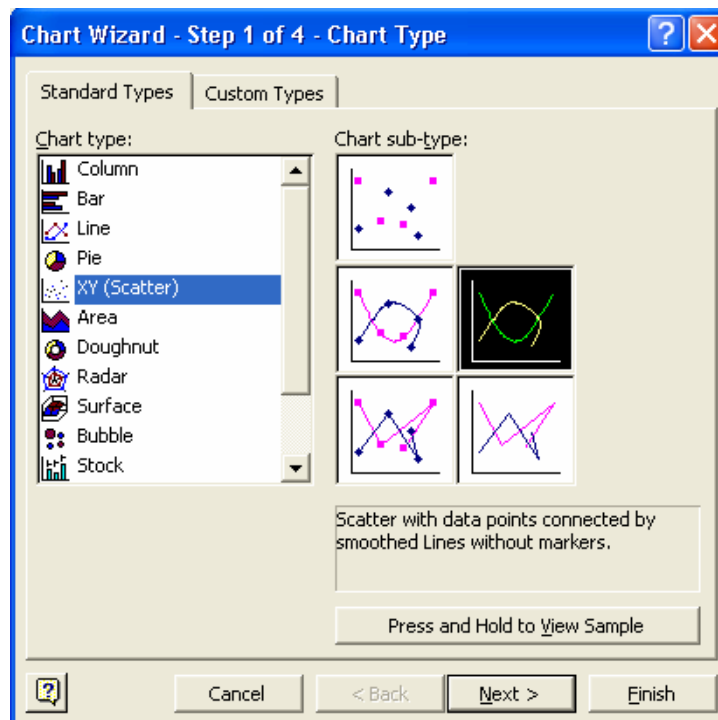 Chart Wizard - Step 1 of 4 - Chart Type
Standard Types
Custom Types
Chart type:
Column
Bar
Line
Pie
XY (Scatter)
Area
Doughnut
Radar
Surface
Bubble
Stock
Chart sub-type:
Scatter with data points connected by
smoothed Lines without markers.
Press and Hold to View Sample
Cancel
< Back
Next >
Finish